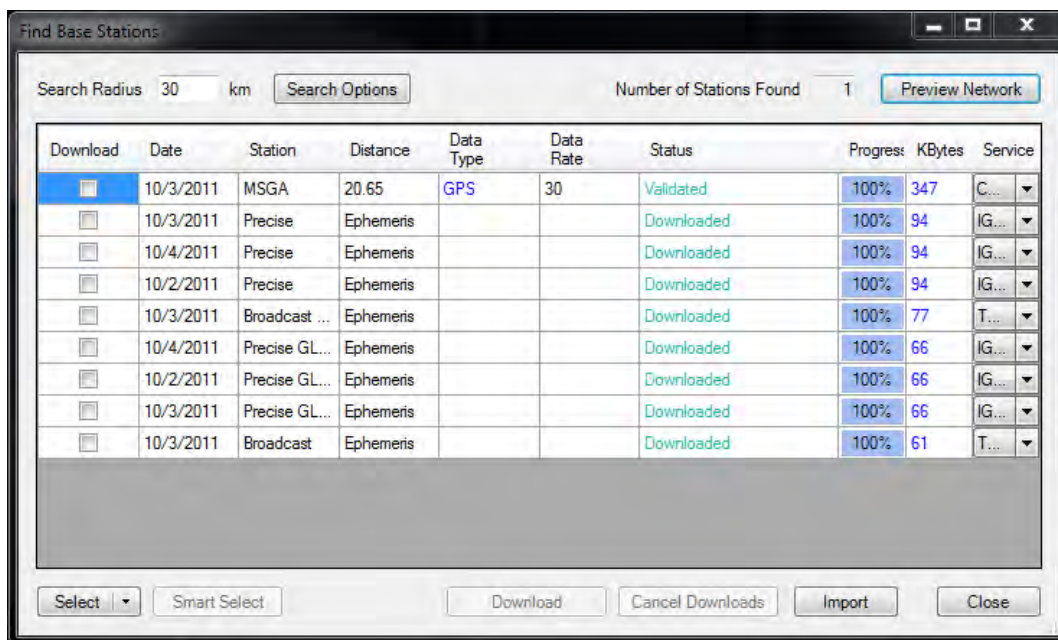 Find Base Stations
Search Radius 30 km Search Options Number of Stations Found 1 Preview Network
Download Date Station Distance Data Type Data Rate Status Progress KBytes Service
10/3/2011 MSGA 20.65 GPS 30 Validated 100% 347 C...
10/3/2011 Precise Ephemeris Downloaded 100% 94 IG...
10/4/2011 Precise Ephemeris Downloaded 100% 94 IG...
10/2/2011 Precise Ephemeris Downloaded 100% 94 IG...
10/3/2011 Broadcast ... Ephemeris Downloaded 100% 77 T...
10/4/2011 Precise GL... Ephemeris Downloaded 100% 66 IG...
10/2/2011 Precise GL... Ephemeris Downloaded 100% 66 IG...
10/3/2011 Precise GL... Ephemeris Downloaded 100% 66 IG...
10/3/2011 Broadcast Ephemeris Downloaded 100% 61 T...
Select Smart Select Download Cancel Downloads Import Close